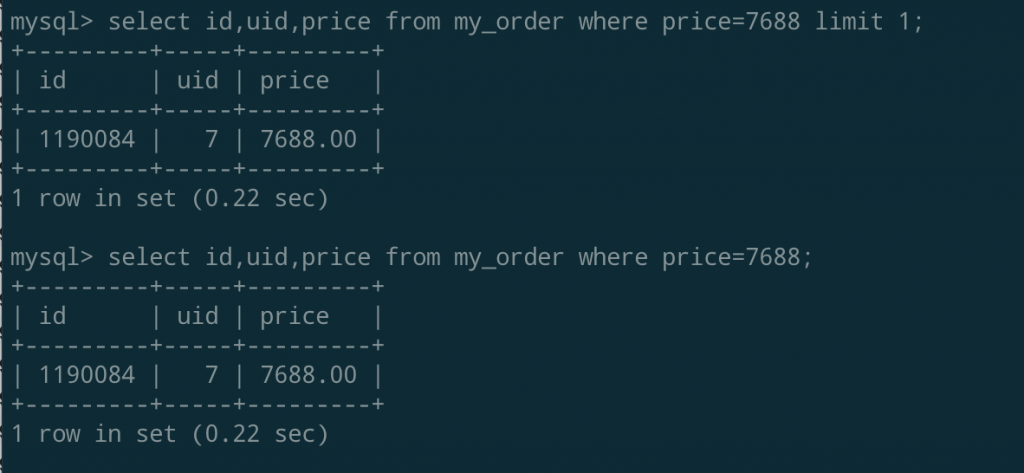 mysql> select id,uid,price from my_order where price=7688 limit 1;
+---------+-----+---------+
| id      | uid | price   |
+---------+-----+---------+
| 1190084 |   7 | 7688.00 |
+---------+-----+---------+
1 row in set (0.22 sec)

mysql> select id,uid,price from my_order where price=7688;
+---------+-----+---------+
| id      | uid | price   |
+---------+-----+---------+
| 1190084 |   7 | 7688.00 |
+---------+-----+---------+
1 row in set (0.22 sec)